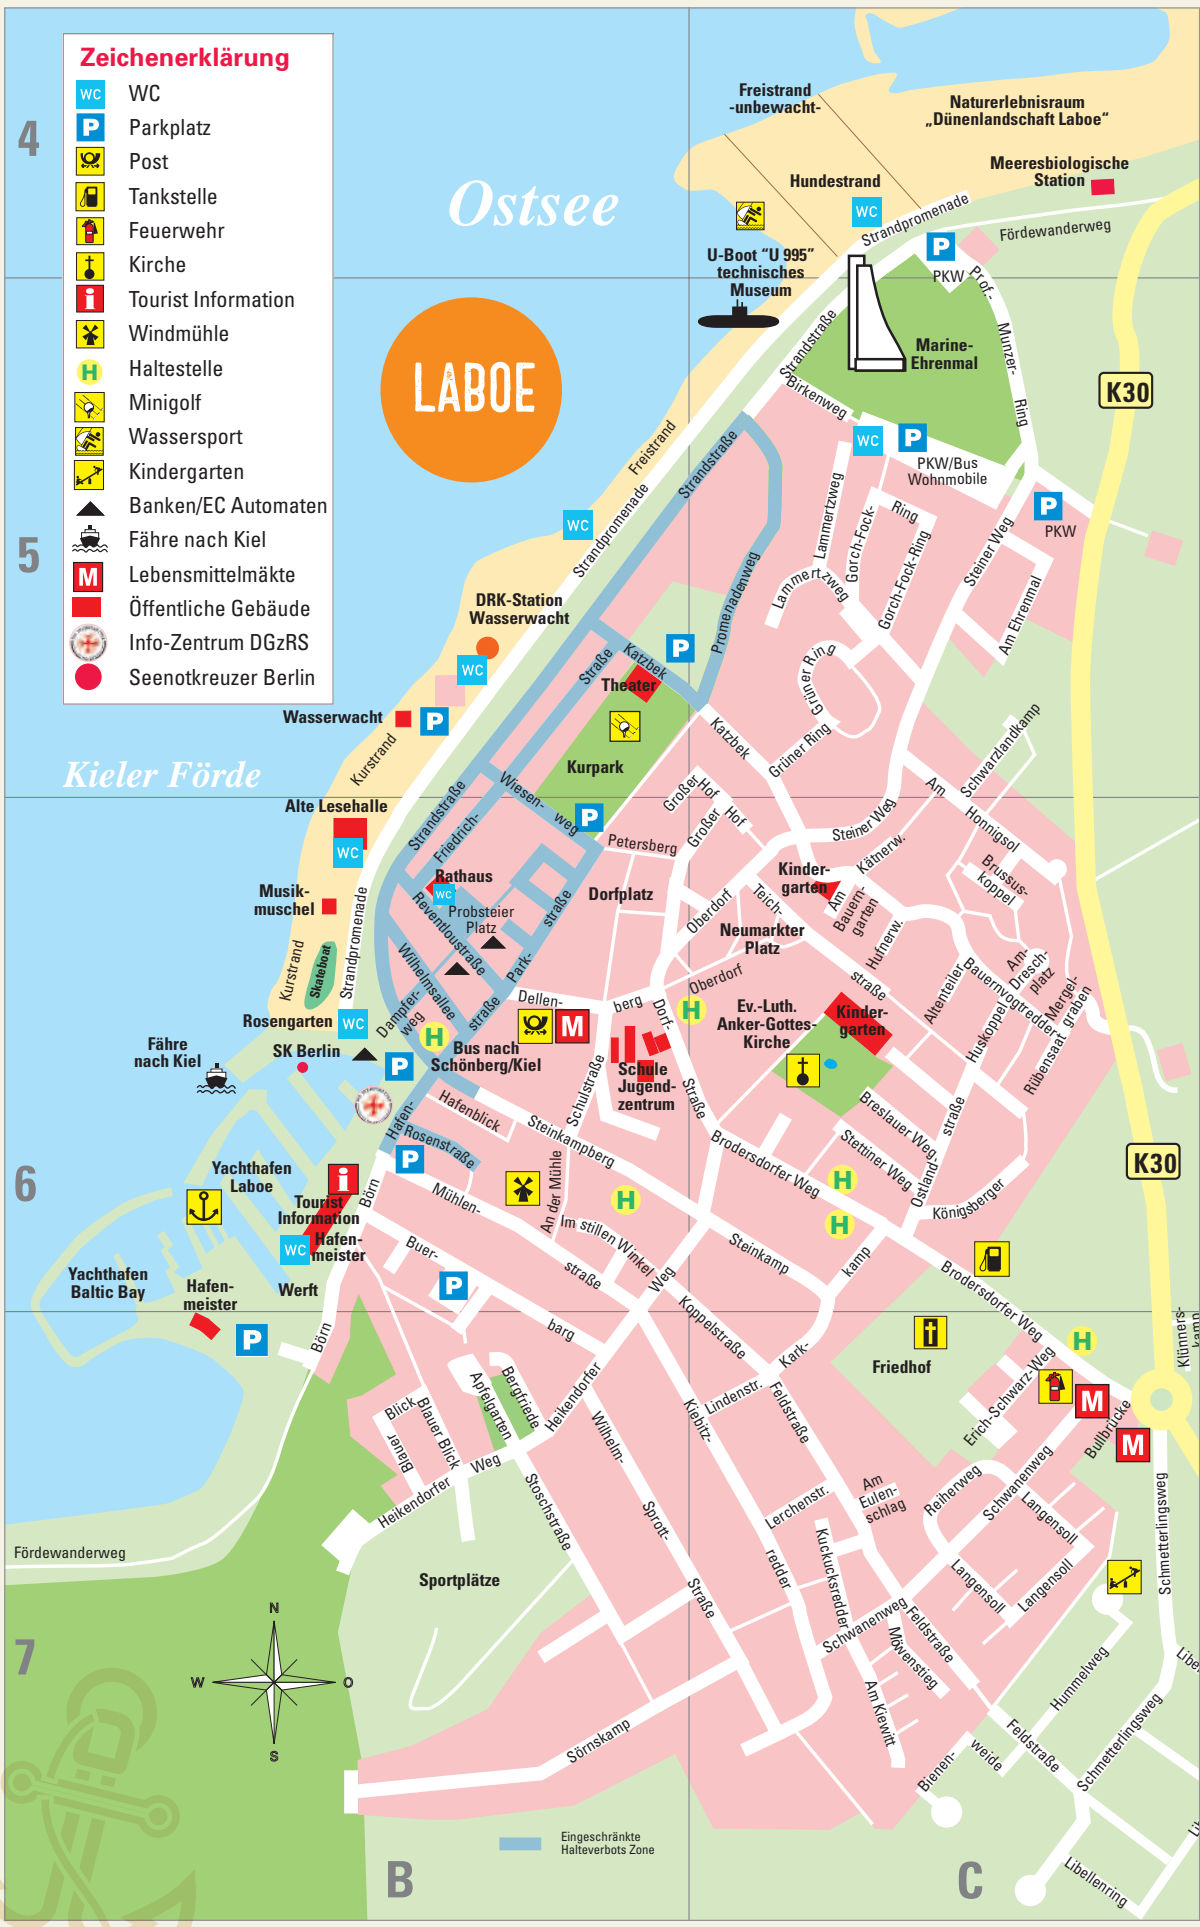 Zeichenerklärung
WC WC
P Parkplatz
Post
Tankstelle
Feuerwehr
Kirche
i Tourist Information
Windmühle
H Haltestelle
Minigolf
Wassersport
Kindergarten
Banken/EC Automaten
Fähre nach Kiel
M Lebensmittelmäkte
Öffentliche Gebäude
Info-Zentrum DGzRS
Seenotkreuzer Berlin
4
5
6
7
B
C
Ostsee
LABOE
Kieler Förde
Freistrand
-unbewacht-
Naturerlebnisraum
„Dünenlandschaft Laboe“
Meeresbiologische
Station
Hundestrand
WC
Strandpromenade
Fördewanderweg
P
PKW
U-Boot “U 995”
technisches
Museum
Prof.-
Munzer-
Ring
Strandstraße
Marine-
Ehrenmal
K30
Birkenweg
WC
P
PKW/Bus
Wohnmobile
P
PKW
Freistrand
Strandstraße
WC
Strandpromenade
Lammertzweg
Lammertzweg
Gorch-Fock-
Ring
Gorch-Fock-Ring
Steiner Weg
Am Ehrenmal
Promenadenweg
DRK-Station
Wasserwacht
WC
Straße
Katzbek
P
Theater
Grüner Ring
Grüner Ring
Katzbek
Wasserwacht
P
Kurstrand
Kurpark
Schwarzlandkamp
Alte Lesehalle
WC
Strandstraße
Friedrich-
Wiesen-
weg
P
Großer
Hof
Großer
Hof
Petersberg
Steiner Weg
Am
Honnigsol
Kätnerw.
Brussus-
koppel
Rathaus
WC
Musik-
muschel
Probsteier
Platz
Reventloustraße
Dorfplatz
Oberdorf
Teich-
straße
Kinder-
garten
Am
Bauern-
garten
Neumarkter
Platz
Hufnerw.
Kurstrand
Skateboat
Strandpromenade
Wilhelmsallee
Park-
straße
straße
Oberdorf
Bauernvogtredder
Am-
Dresch-
platz
Mergel-
graben
Altenteiler
Huskoppel
Rübensaat
Rosengarten
WC
Dampfer-
weg
Dellen-
berg
M
Dorf-
Straße
H
Ev.-Luth.
Anker-Gottes-
Kirche
Kinder-
garten
Fähre
nach Kiel
SK Berlin
P
H
Bus nach
Schönberg/Kiel
Schule
Jugend-
zentrum
Schulstraße
Hafen-
Hafenblick
Rosenstraße
Steinkampberg
Brodersdorfer Weg
Breslauer Weg
Stettiner Weg
Ostland-
straße
Königsberger
K30
Yachthafen
Laboe
P
i
Tourist
Information
WC
Hafen-
meister
Börn
Mühlen-
straße
An der Mühle
H
H
H
Im stillen Winkel
Weg
Steinkamp
kamp
Kark-
Brodersdorfer Weg
Yachthafen
Baltic Bay
Hafen-
meister
P
Werft
Börn
Buer-
barg
P
Koppelstraße
Friedhof
H
Klünners-
kamp
Erich-Schwarz-Weg
M
M
Bullbrücke
Apfelgarten
Bergfriede
Heikendorfer
Weg
Heikendorfer
Blick
Blauer
Blauer Blick
Lindenstr.
Feldstraße
Kiebitz-
redder
Wilhelm-
Sprott-
Straße
Stoschstraße
Lerchenstr.
Am
Eulen-
schlag
Kuckucksredder
Reiherweg
Schwanenweg
Langensoll
Langensoll
Langensoll
Schmetterlingsweg
Fördewanderweg
Sportplätze
Schwanenweg
Feldstraße
Möwenstieg
Am Kiewitt
Hummelweg
Schmetterlingsweg
Feldstraße
Bienen-
weide
Libe
Li
Libellenring
Sörnskamp
N
W
O
S
Eingeschränkte
Halteverbots Zone